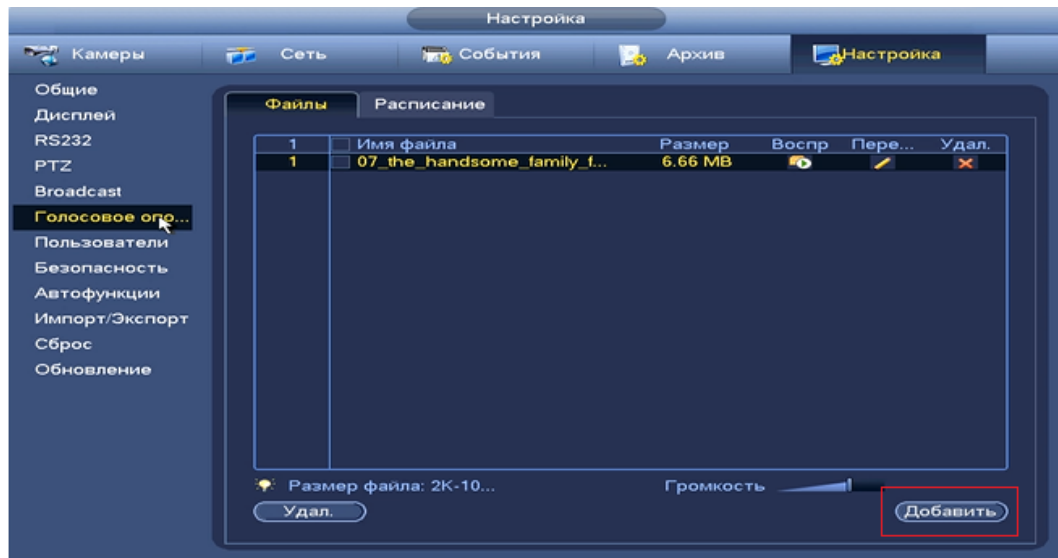 Настройка
Камеры Сеть События Архив Настройка
Общие
Дисплей
RS232
PTZ
Broadcast
Голосовое опо...
Пользователи
Безопасность
Автофункции
Импорт/Экспорт
Сброс
Обновление
Файлы Расписание
1 Имя файла Размер Воспр Пере... Удал.
1 07_the_handsome_family_f... 6.66 MB
Размер файла: 2K-10... Громкость
Удал. Добавить